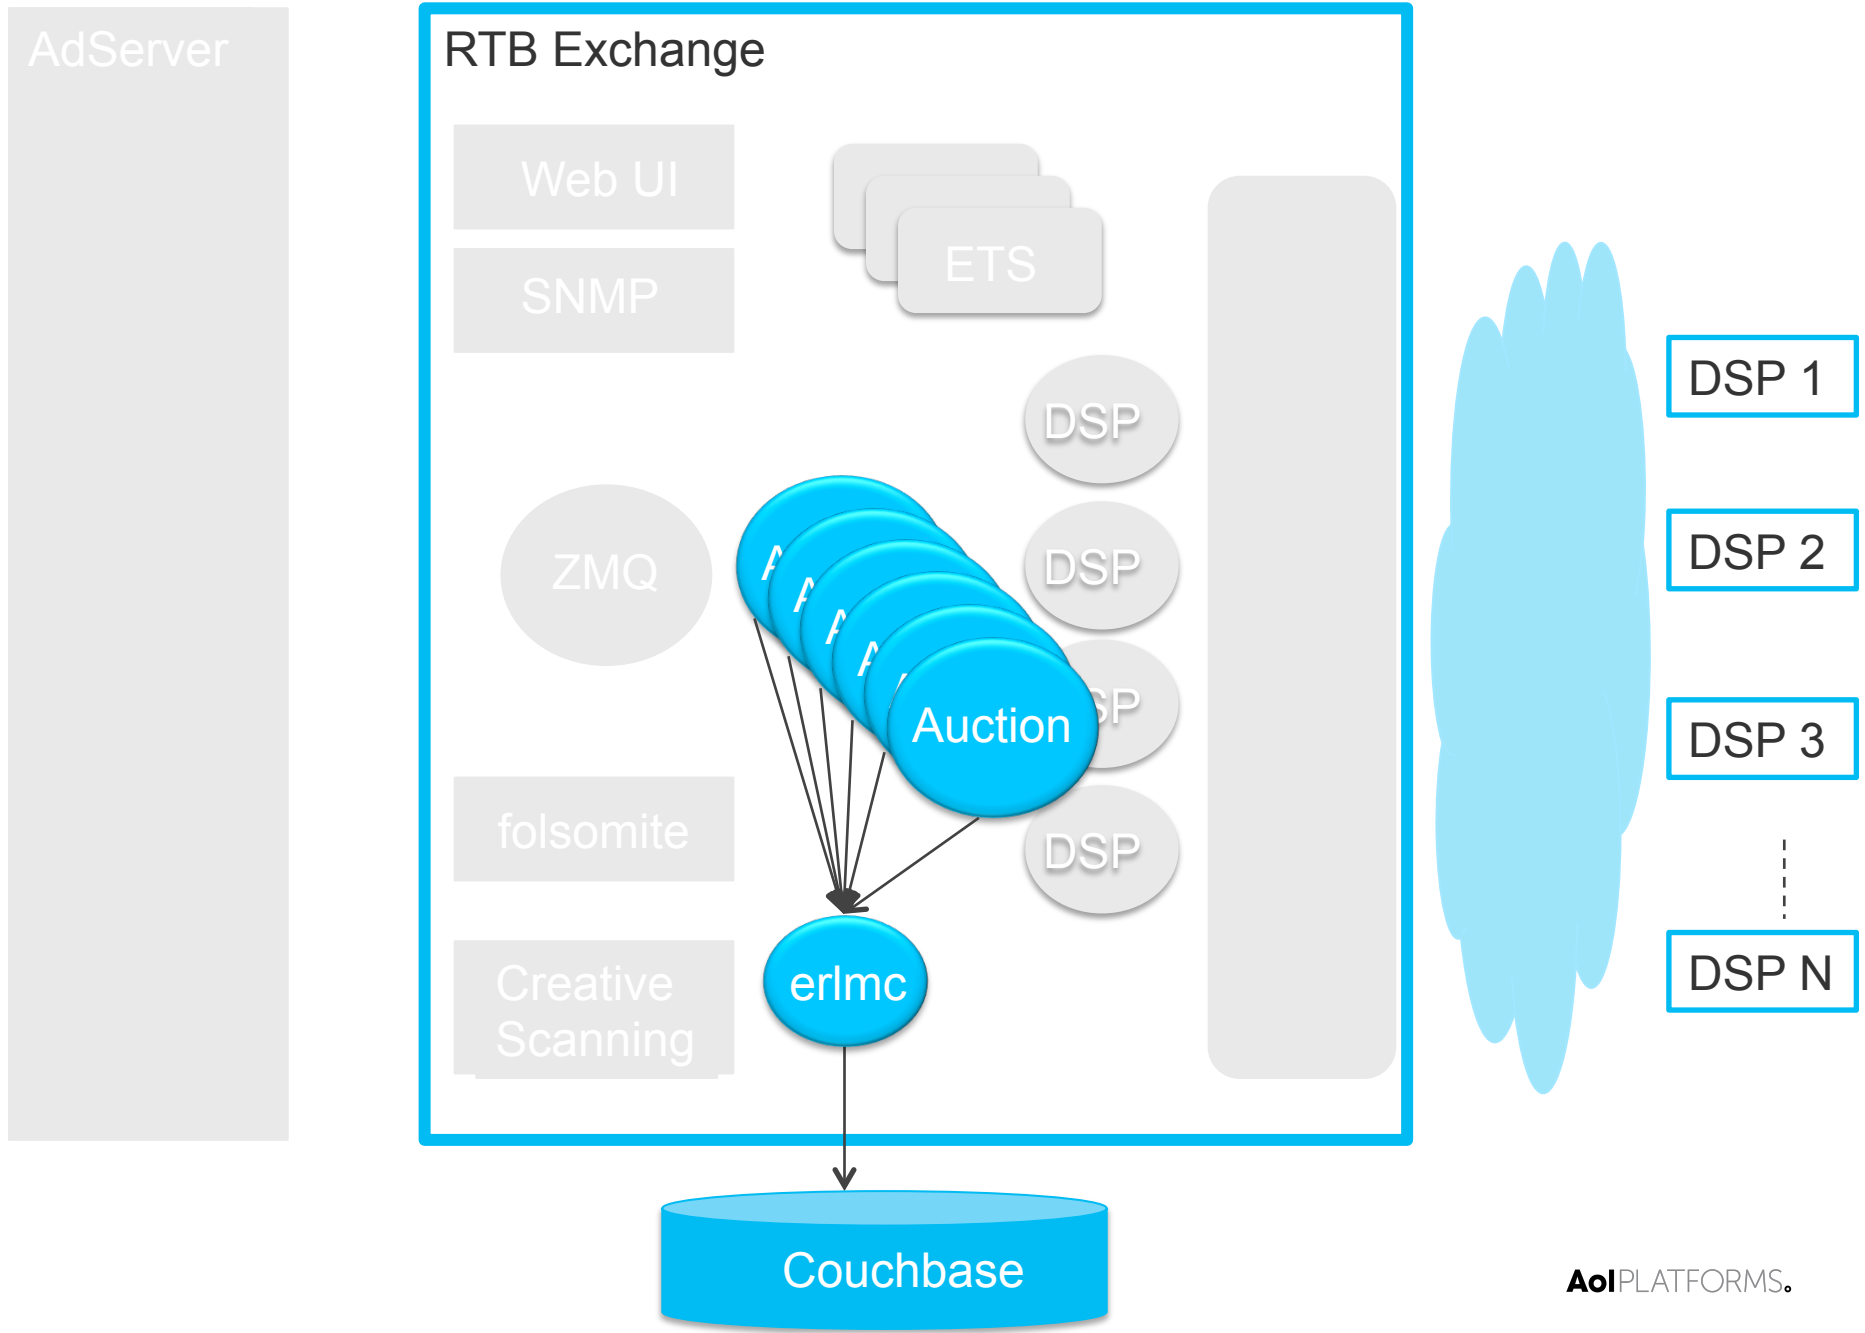 AdServer
RTB Exchange
Web UI
SNMP
ETS
DSP
DSP
SP
DSP
ZMQ
A
A
A
A
Auction
folsomite
Creative
Scanning
erlmc
Couchbase
DSP 1
DSP 2
DSP 3
DSP N
Aol PLATFORMS.